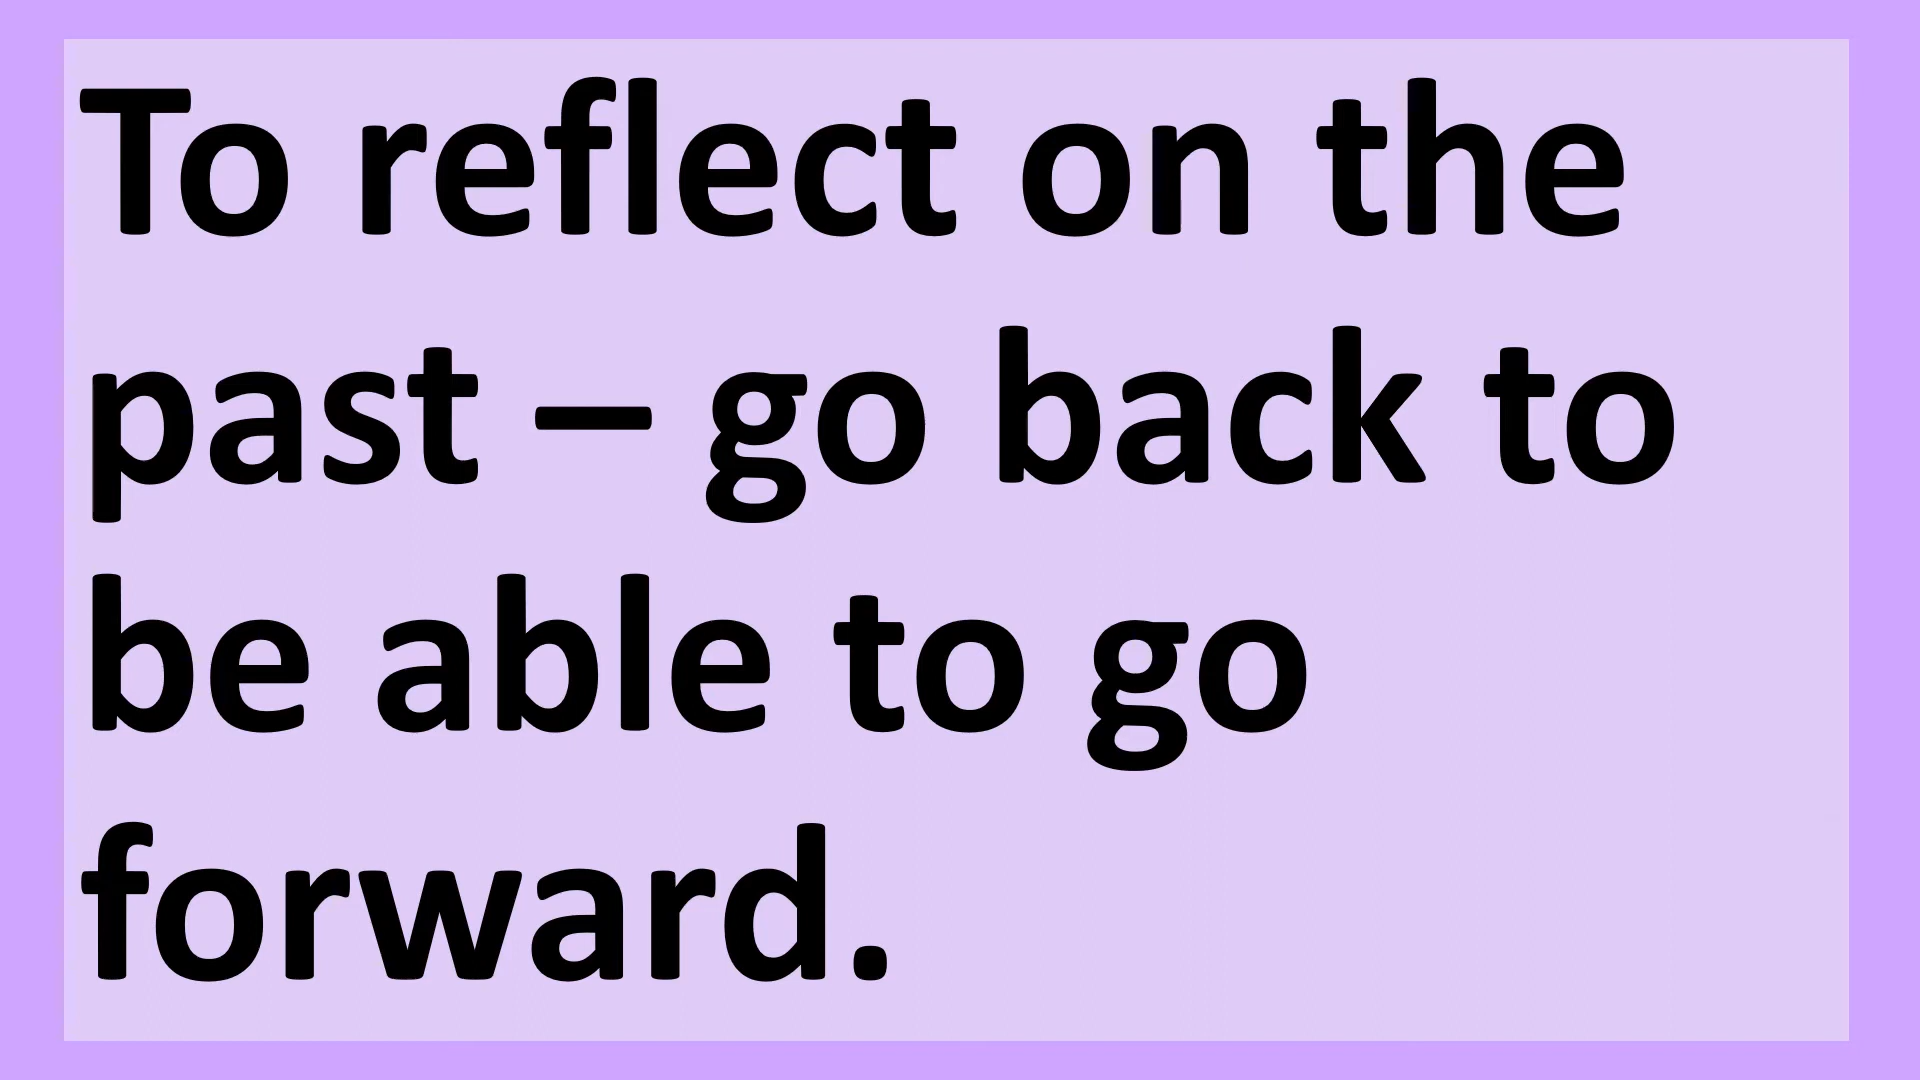 To reflect on the
past – go back to
be able to go
forward.